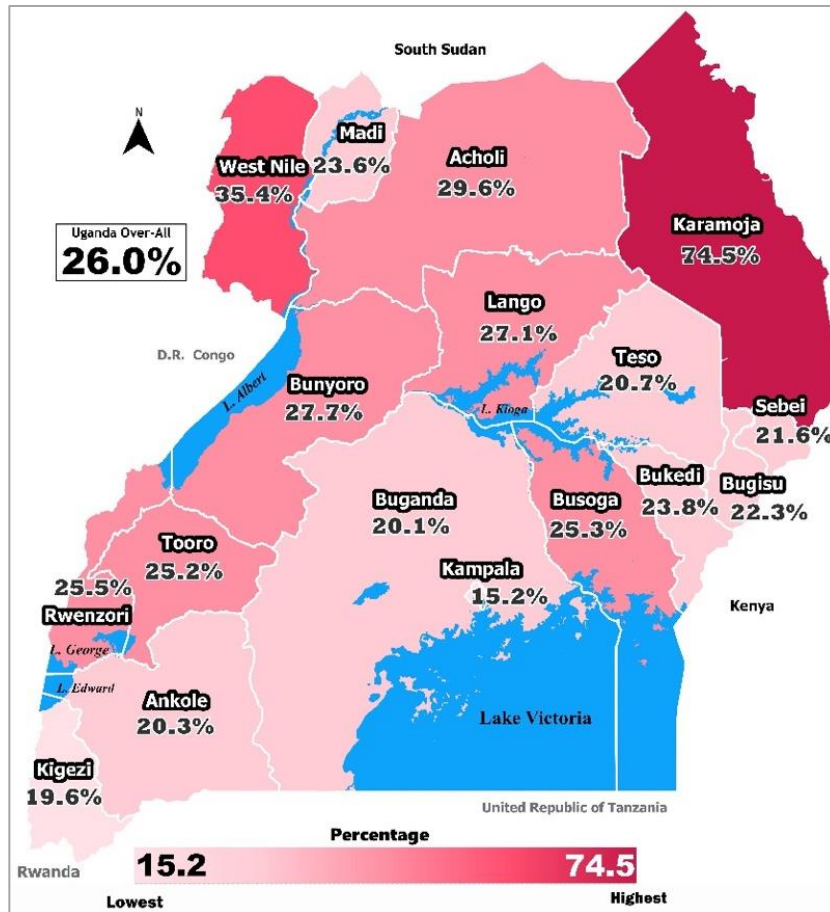 South Sudan
N
Madi
23.6%
West Nile
35.4%
Acholi
29.6%
Karamoja
74.5%
Uganda Over-All
26.0%
Lango
27.1%
D.R. Congo
L. Albert
Bunyoro
27.7%
Teso
20.7%
L. Kioga
Sebei
21.6%
Bukedi
23.8%
Bugisu
22.3%
Buganda
20.1%
Busoga
25.3%
Tooro
25.2%
Kampala
15.2%
25.5%
Rwenzori
Kenya
L. George
L. Edward
Ankole
20.3%
Lake Victoria
Kigezi
19.6%
United Republic of Tanzania
Percentage
15.2
74.5
Rwanda
Lowest
Highest